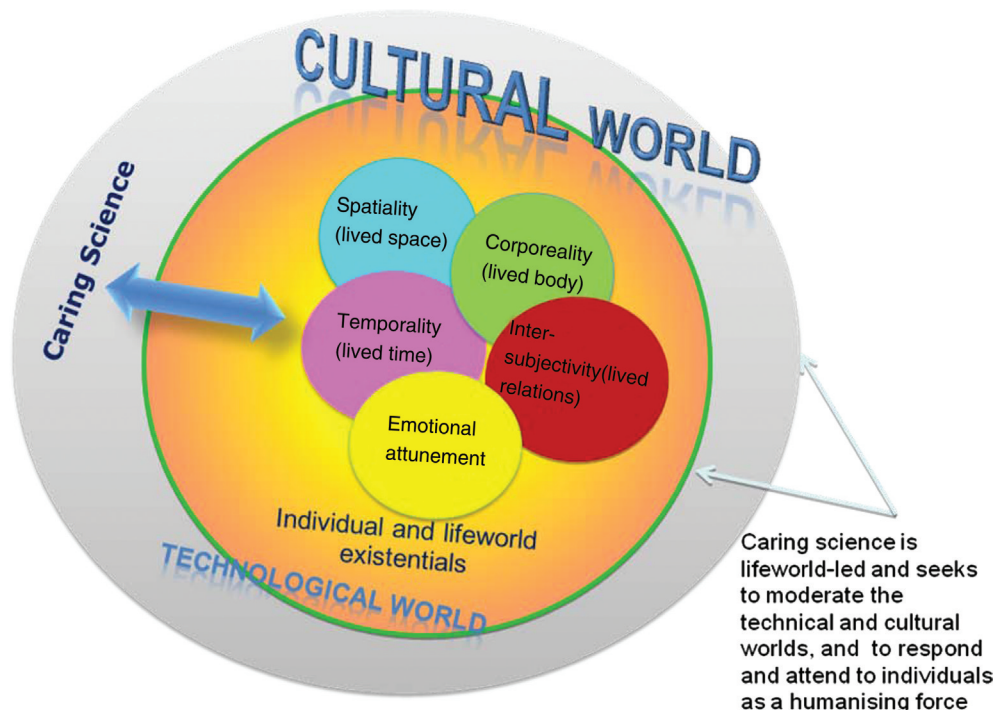 CULTURAL WORLD
Caring Science
Spatiality
(lived space)
Corporeality
(lived body)
Temporality
(lived time)
Inter-
subjectivity(lived
relations)
Emotional
attunement
Individual and lifeworld
existentials
TECHNOLOGICAL WORLD
Caring science is
lifeworld-led and seeks
to moderate the
technical and cultural
worlds, and to respond
and attend to individuals
as a humanising force